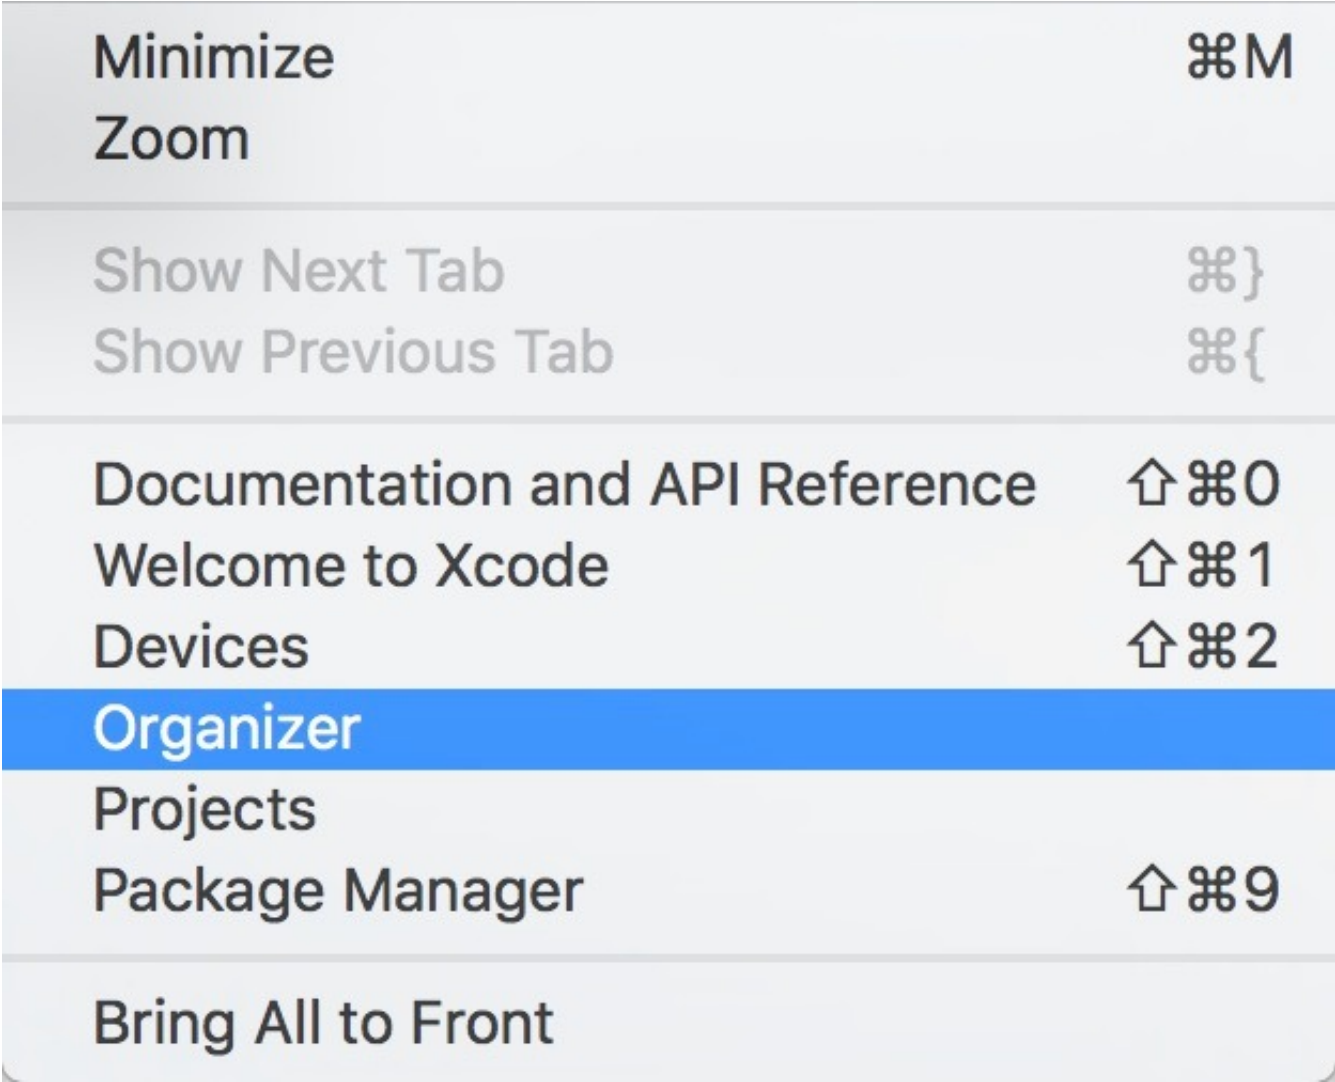 Minimize ⌘M
Zoom
Show Next Tab ⌘}
Show Previous Tab ⌘{
Documentation and API Reference ⇧⌘0
Welcome to Xcode ⇧⌘1
Devices ⇧⌘2
Organizer
Projects
Package Manager ⇧⌘9
Bring All to Front